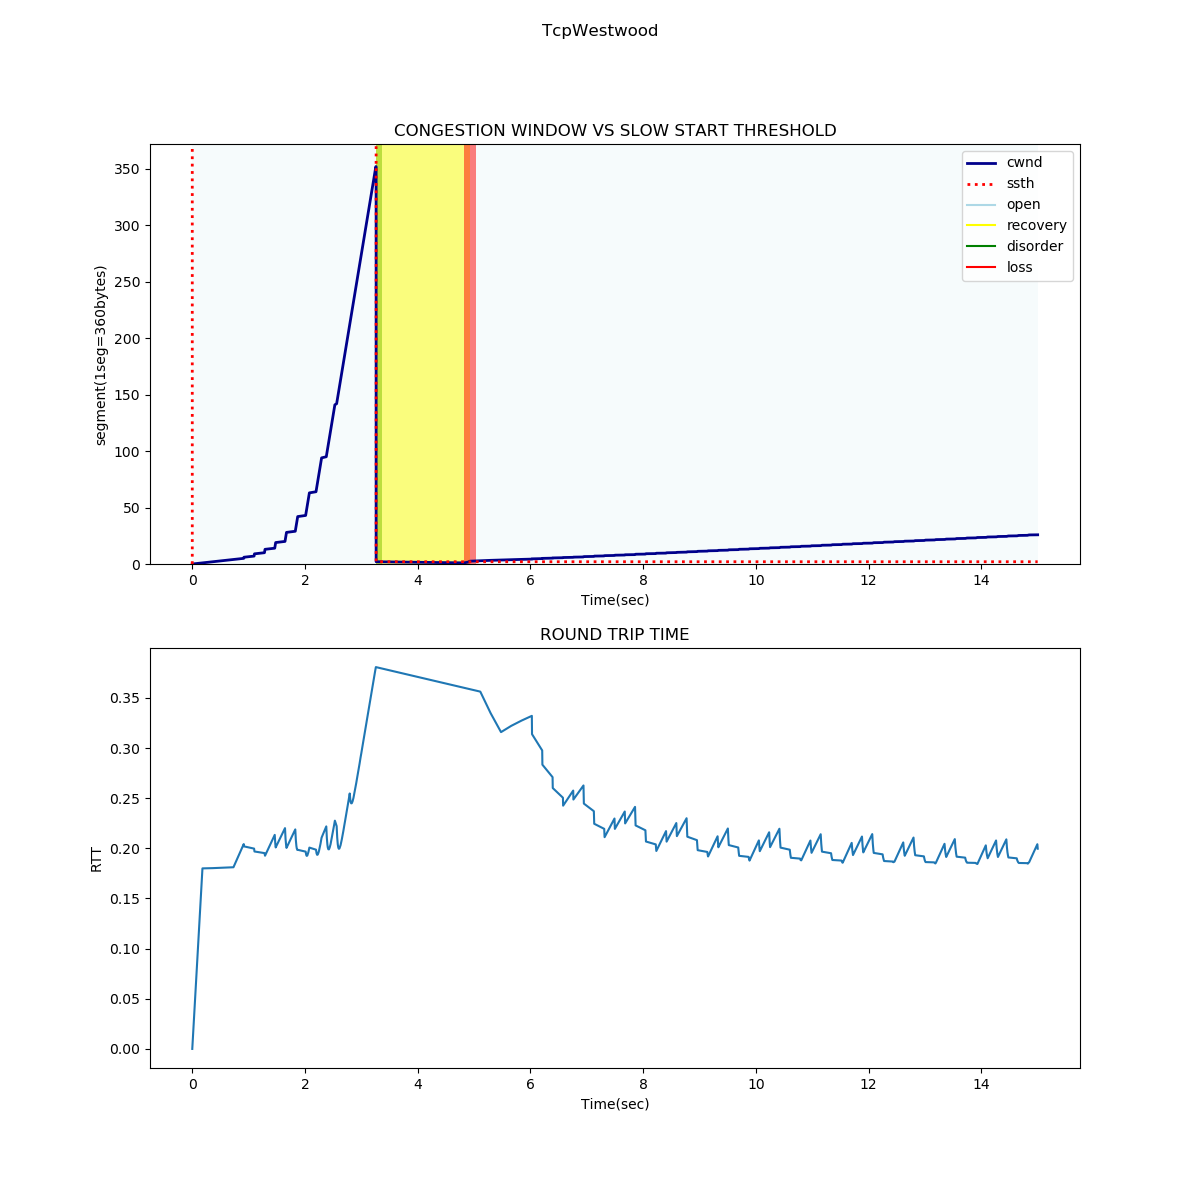 TcpWestwood
CONGESTION WINDOW VS SLOW START THRESHOLD
segment(1seg=360bytes)
350
300
250
200
150
100
50
0
cwnd
ssth
open
recovery
disorder
loss
0 2 4 6 8 10 12 14
Time(sec)
ROUND TRIP TIME
RTT
0.35
0.30
0.25
0.20
0.15
0.10
0.05
0.00
0 2 4 6 8 10 12 14
Time(sec)